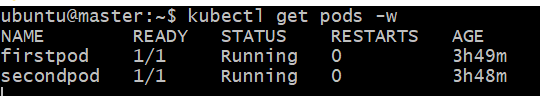 ubuntu@master:~$ kubectl get pods -w
NAME READY STATUS RESTARTS AGE
firstpod 1/1 Running 0 3h49m
secondpod 1/1 Running 0 3h48m